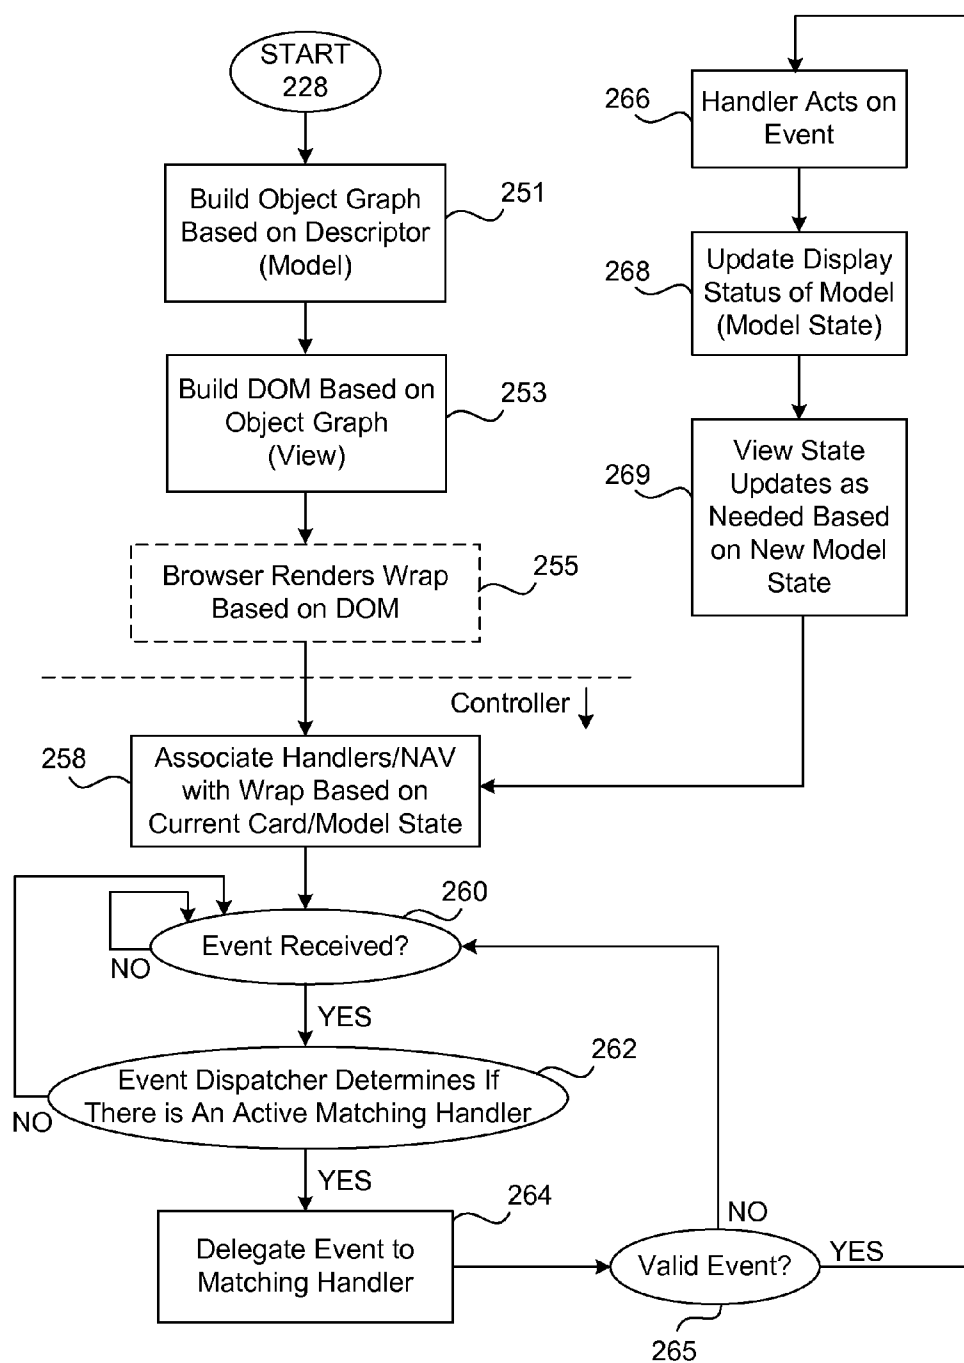 START
228
Build Object Graph
Based on Descriptor
(Model)
251
Build DOM Based on
Object Graph
(View)
253
Browser Renders Wrap
Based on DOM
255
Controller
Associate Handlers/NAV
with Wrap Based on
Current Card/Model State
258
Event Received?
260
NO
YES
Event Dispatcher Determines If
There is An Active Matching Handler
262
NO
YES
Delegate Event to
Matching Handler
264
Valid Event?
265
NO
YES
Handler Acts on
Event
266
Update Display
Status of Model
(Model State)
268
View State
Updates as
Needed Based
on New Model
State
269